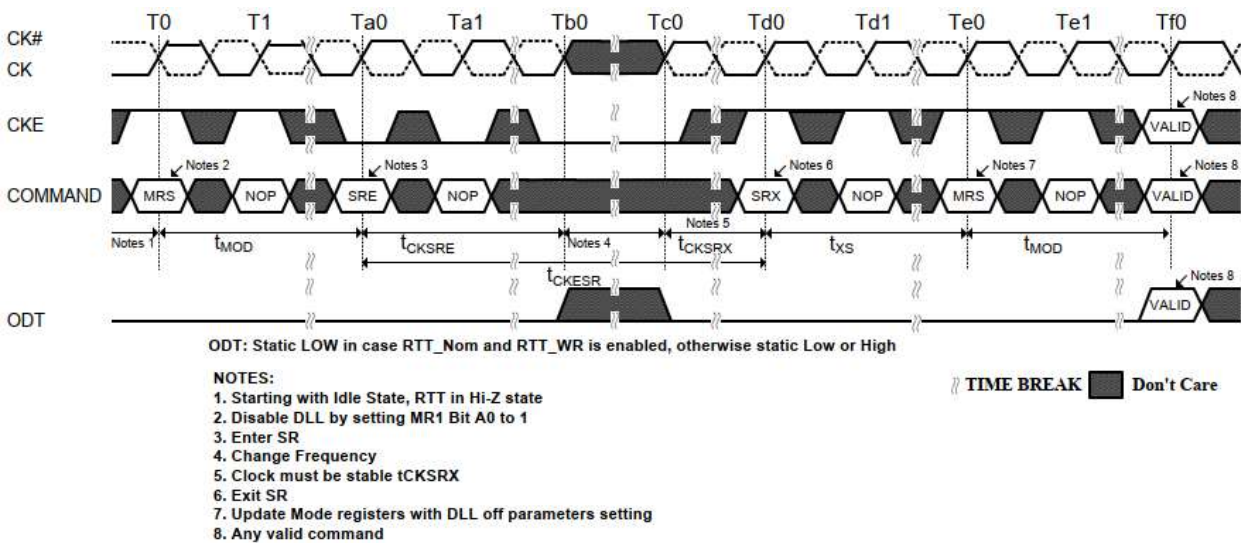 T0 T1 Ta0 Ta1 Tb0 Tc0 Td0 Td1 Te0 Te1 Tf0
CK#
CK
Notes 8
CKE VALID
Notes 2 Notes 3 Notes 6 Notes 7 Notes 8
COMMAND MRS NOP SRE NOP SRX NOP MRS NOP VALID
Notes 1 tMOD tCKSRE Notes 4 Notes 5 tCKSRX tXS tMOD
tCKESR
Notes 8
ODT VALID
ODT: Static LOW in case RTT_Nom and RTT_WR is enabled, otherwise static Low or High
NOTES:
1. Starting with Idle State, RTT in Hi-Z state
2. Disable DLL by setting MR1 Bit A0 to 1
3. Enter SR
4. Change Frequency
5. Clock must be stable tCKSRX
6. Exit SR
7. Update Mode registers with DLL off parameters setting
8. Any valid command
TIME BREAK Don't Care